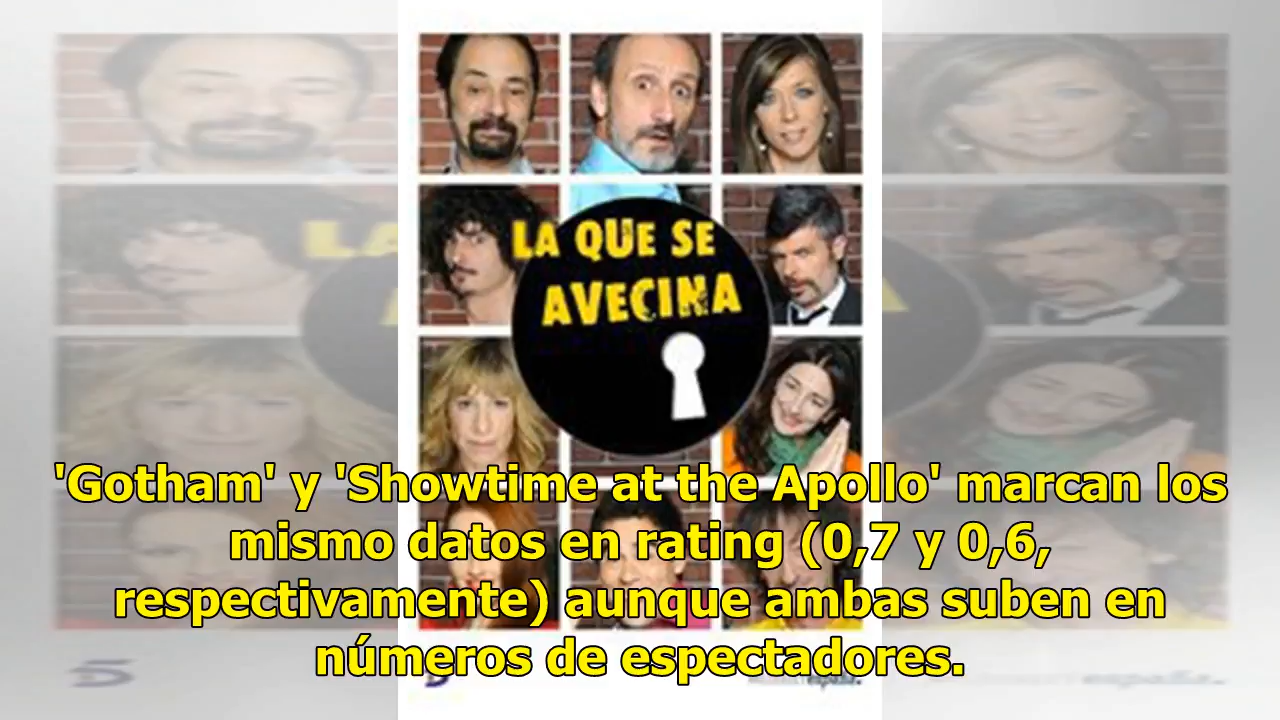 LA QUE SE
AVECINA
'Gotham' y 'Showtime at the Apollo' marcan los
mismo datos en rating (0,7 y 0,6,
respectivamente) aunque ambas suben en
números de espectadores.